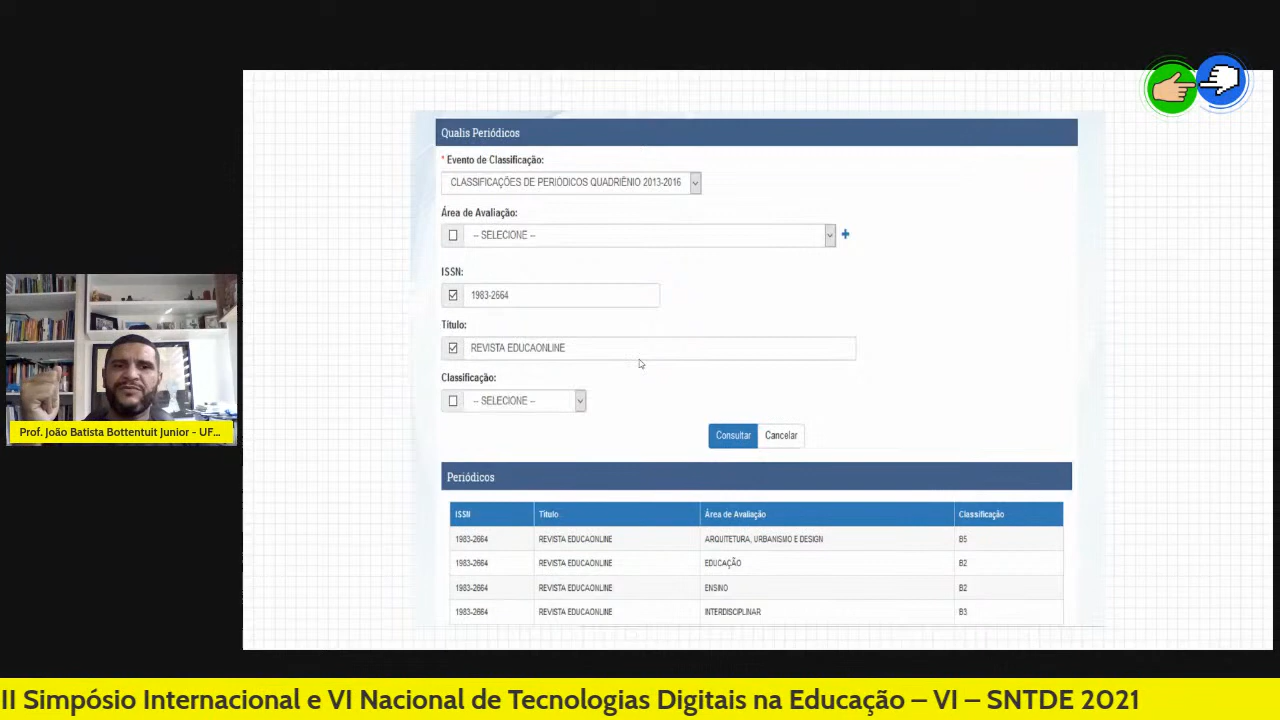 Qualis Periódicos
* Evento de Classificação:
CLASSIFICAÇÕES DE PERIÓDICOS QUADRIÊNIO 2013-2016
Área de Avaliação:
-- SELECIONE --
ISSN:
1983-2664
Título:
REVISTA EDUCAONLINE
Classificação:
-- SELECIONE --
Consultar Cancelar
Periódicos
ISSN Título Área de Avaliação Classificação
1983-2664 REVISTA EDUCAONLINE ARQUITETURA, URBANISMO E DESIGN B5
1983-2664 REVISTA EDUCAONLINE EDUCAÇÃO B2
1983-2664 REVISTA EDUCAONLINE ENSINO B2
1983-2664 REVISTA EDUCAONLINE INTERDISCIPLINAR B3
Prof. João Batista Bottentuit Junior - UF...
II Simpósio Internacional e VI Nacional de Tecnologias Digitais na Educação – VI – SNTDE 2021